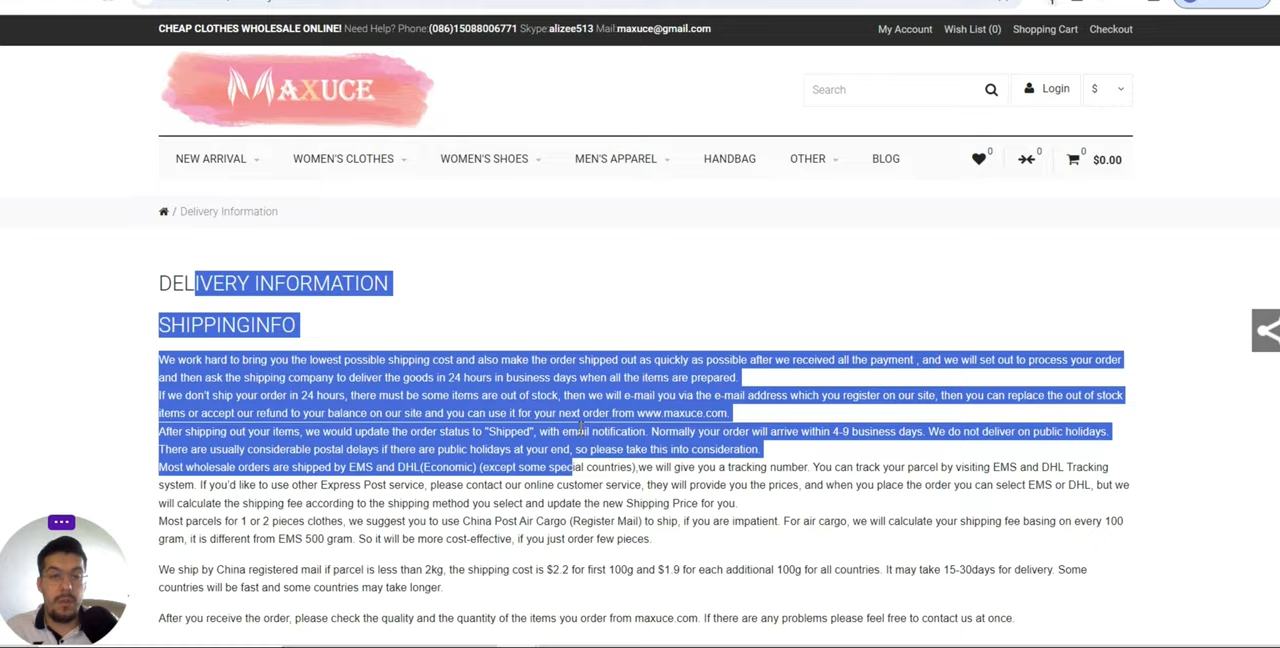 CHEAP CLOTHES WHOLESALE ONLINE! Need Help? Phone:(086)15088006771 Skype:alizee513 Mail:maxuce@gmail.com
My Account Wish List (0) Shopping Cart Checkout
MAXUCE
Search
Login
$
NEW ARRIVAL WOMEN'S CLOTHES WOMEN'S SHOES MEN'S APPAREL HANDBAG OTHER BLOG 0 0 0 $0.00
/ Delivery Information
DELIVERY INFORMATION
SHIPPINGINFO
We work hard to bring you the lowest possible shipping cost and also make the order shipped out as quickly as possible after we received all the payment , and we will set out to process your order
and then ask the shipping company to deliver the goods in 24 hours in business days when all the items are prepared.
If we don't ship your order in 24 hours, there must be some items are out of stock, then we will e-mail you via the e-mail address which you register on our site, then you can replace the out of stock
items or accept our refund to your balance on our site and you can use it for your next order from www.maxuce.com.
After shipping out your items, we would update the order status to "Shipped", with email notification. Normally your order will arrive within 4-9 business days. We do not deliver on public holidays.
There are usually considerable postal delays if there are public holidays at your end, so please take this into consideration.
Most wholesale orders are shipped by EMS and DHL(Economic) (except some special countries),we will give you a tracking number. You can track your parcel by visiting EMS and DHL Tracking
system. If you'd like to use other Express Post service, please contact our online customer service, they will provide you the prices, and when you place the order you can select EMS or DHL, but we
will calculate the shipping fee according to the shipping method you select and update the new Shipping Price for you.
Most parcels for 1 or 2 pieces clothes, we suggest you to use China Post Air Cargo (Register Mail) to ship, if you are impatient. For air cargo, we will calculate your shipping fee basing on every 100
gram, it is different from EMS 500 gram. So it will be more cost-effective, if you just order few pieces.
We ship by China registered mail if parcel is less than 2kg, the shipping cost is $2.2 for first 100g and $1.9 for each additional 100g for all countries. It may take 15-30days for delivery. Some
countries will be fast and some countries may take longer.
After you receive the order, please check the quality and the quantity of the items you order from maxuce.com. If there are any problems please feel free to contact us at once.